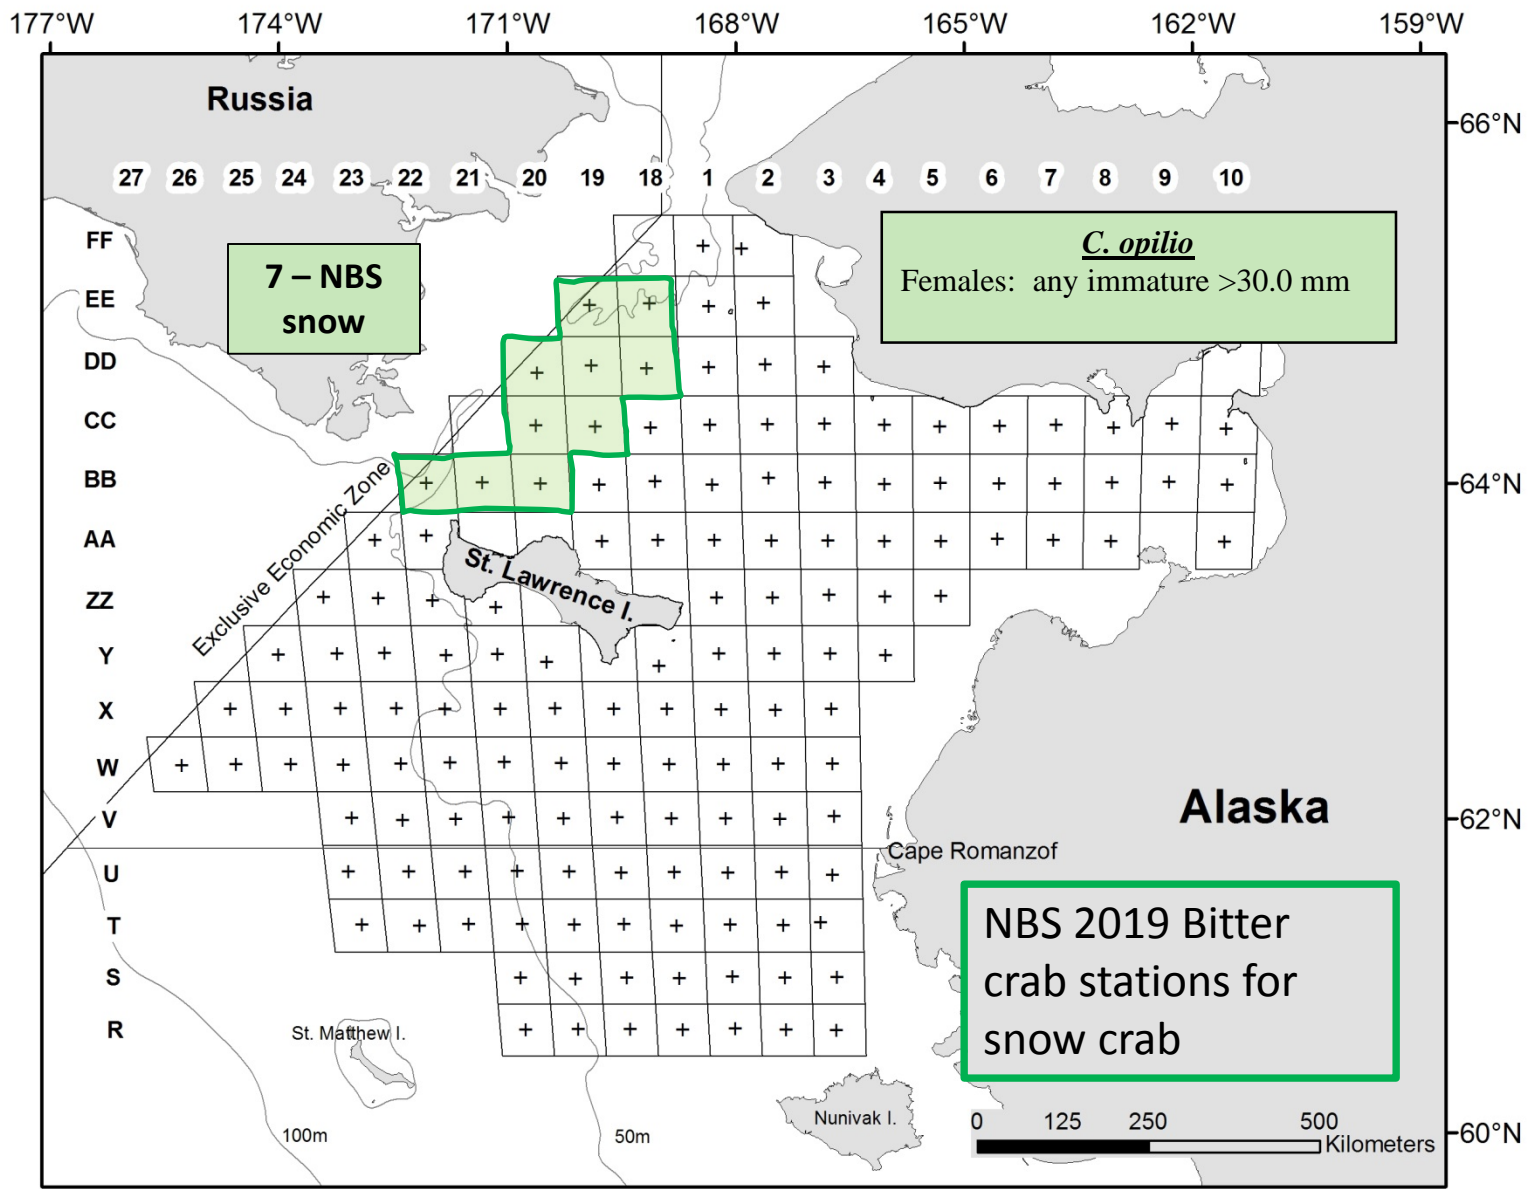 177°W 174°W 171°W 168°W 165°W 162°W 159°W
Russia
66°N
27 26 25 24 23 22 21 20 19 18 1 2 3 4 5 6 7 8 9 10
FF
7 – NBS
snow
C. opilio
Females: any immature >30.0 mm
EE
DD
CC
BB
64°N
Exclusive Economic Zone
AA
St. Lawrence I.
ZZ
Y
X
W
Alaska
V
62°N
Cape Romanzof
U
T
NBS 2019 Bitter
crab stations for
snow crab
S
R
St. Matthew I.
Nunivak I.
0 125 250 500
Kilometers
100m
50m
60°N